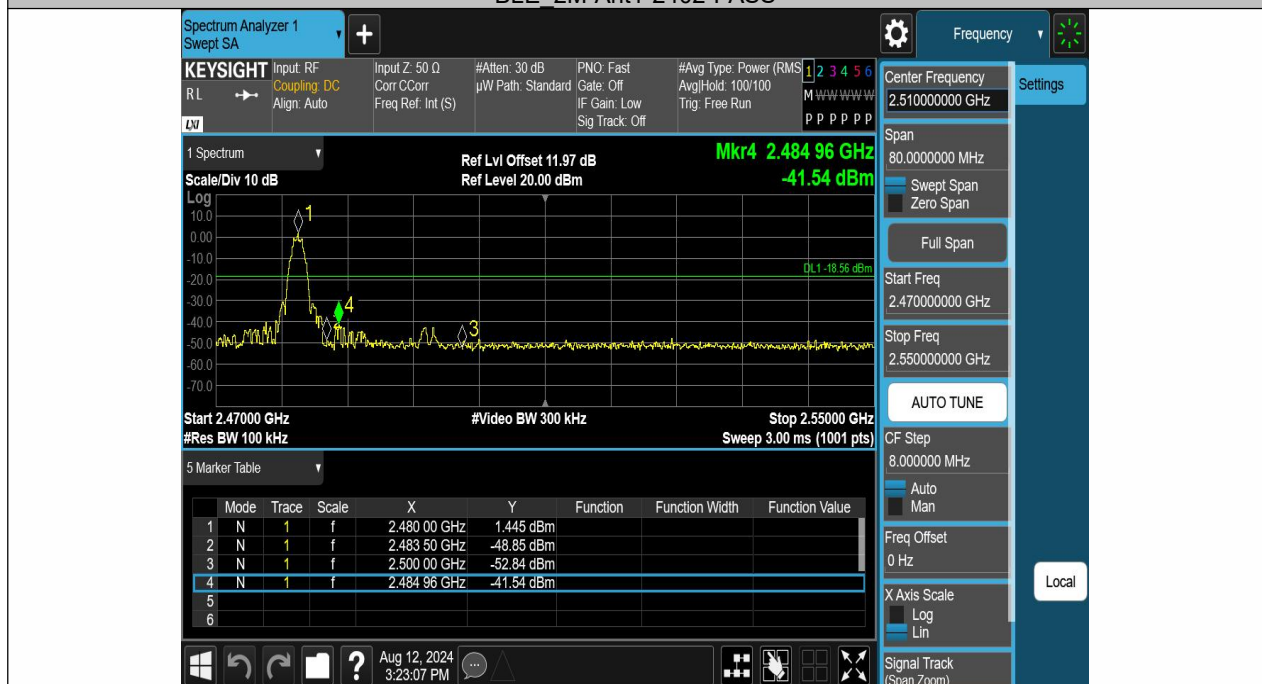 Spectrum Analyzer 1
Swept SA
Frequency
KEYSIGHT
RL
LXI
Input: RF
Coupling: DC
Align: Auto
Input Z: 50 Ω
Corr CCorr
Freq Ref: Int (S)
#Atten: 30 dB
µW Path: Standard
PNO: Fast
Gate: Off
IF Gain: Low
Sig Track: Off
#Avg Type: Power (RMS
Avg|Hold: 100/100
Trig: Free Run
1 2 3 4 5 6
M W W W W W
P P P P P P
1 Spectrum
Scale/Div 10 dB
Ref Lvl Offset 11.97 dB
Ref Level 20.00 dBm
Mkr4 2.484 96 GHz
-41.54 dBm
Log
10.0
0.00
-10.0
-20.0
-30.0
-40.0
-50.0
-60.0
-70.0
1
4
3
DL1 -18.56 dBm
Start 2.47000 GHz
#Video BW 300 kHz
Stop 2.55000 GHz
#Res BW 100 kHz
Sweep 3.00 ms (1001 pts)
5 Marker Table
Mode Trace Scale X Y Function Function Width Function Value
1 N 1 f 2.480 00 GHz 1.445 dBm
2 N 1 f 2.483 50 GHz -48.85 dBm
3 N 1 f 2.500 00 GHz -52.84 dBm
4 N 1 f 2.484 96 GHz -41.54 dBm
5
6
?
Aug 12, 2024
3:23:07 PM
Center Frequency
2.510000000 GHz
Settings
Span
80.0000000 MHz
Swept Span
Zero Span
Full Span
Start Freq
2.470000000 GHz
Stop Freq
2.550000000 GHz
AUTO TUNE
CF Step
8.000000 MHz
Auto
Man
Freq Offset
0 Hz
X Axis Scale
Log
Lin
Local
Signal Track
(Span Zoom)